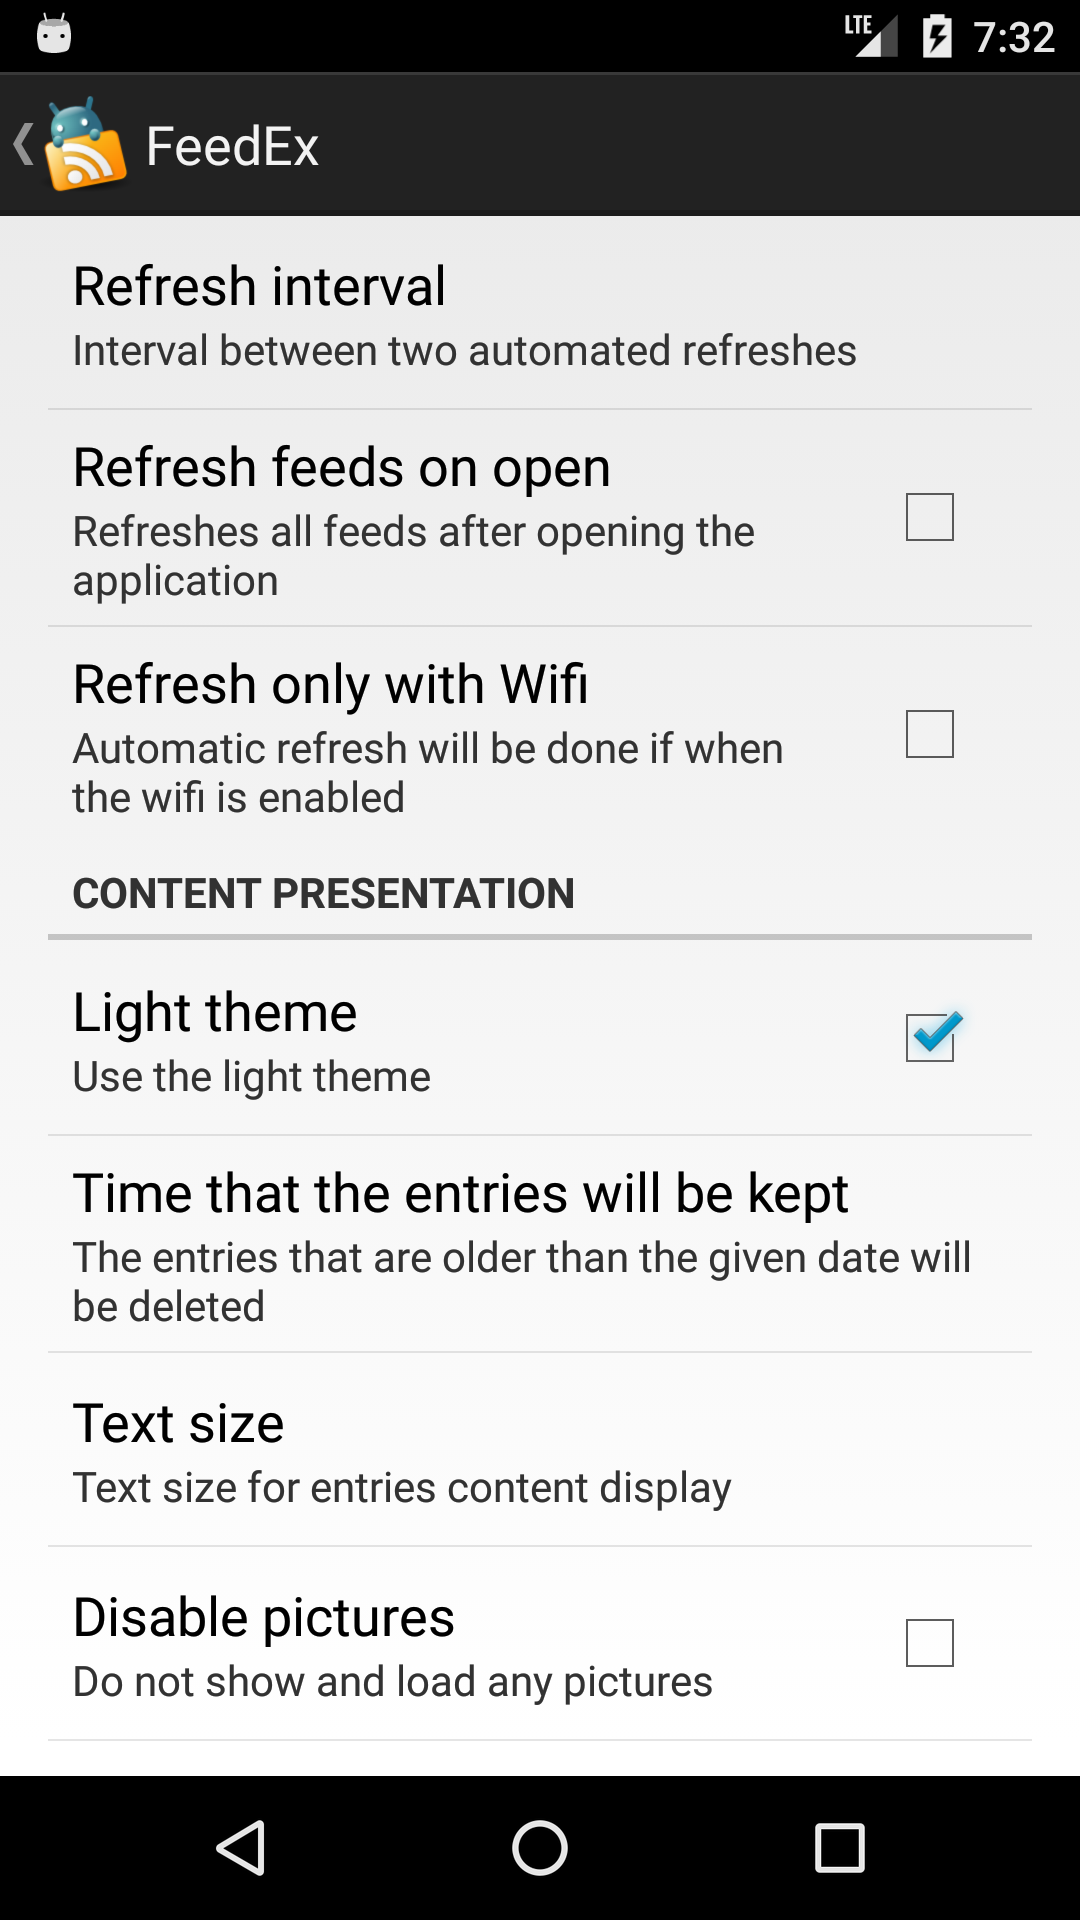 LTE 7:32
FeedEx
Refresh interval
Interval between two automated refreshes
Refresh feeds on open
Refreshes all feeds after opening the
application
Refresh only with Wifi
Automatic refresh will be done if when
the wifi is enabled
CONTENT PRESENTATION
Light theme
Use the light theme
Time that the entries will be kept
The entries that are older than the given date will
be deleted
Text size
Text size for entries content display
Disable pictures
Do not show and load any pictures